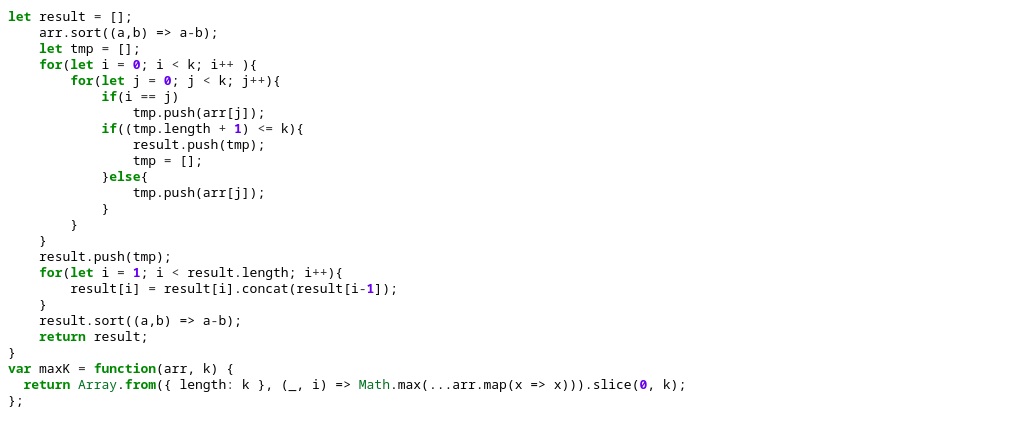 let result = [];
    arr.sort((a,b) => a-b);
    let tmp = [];
    for(let i = 0; i < k; i++ ){
        for(let j = 0; j < k; j++){
            if(i == j)
                tmp.push(arr[j]);
            if((tmp.length + 1) <= k){
                result.push(tmp);
                tmp = [];
            }else{
                tmp.push(arr[j]);
            }
        }
    }
    result.push(tmp);
    for(let i = 1; i < result.length; i++){
        result[i] = result[i].concat(result[i-1]);
    }
    result.sort((a,b) => a-b);
    return result;
}
var maxK = function(arr, k) {
  return Array.from({ length: k }, (_, i) => Math.max(...arr.map(x => x))).slice(0, k);
};